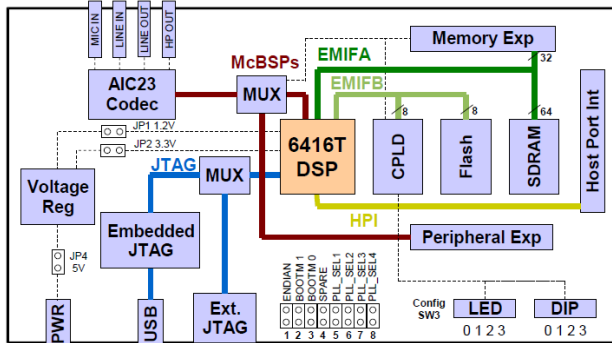 MIC IN
LINE IN
LINE OUT
HP OUT
AIC23 Codec
McBSPs
MUX
EMIFA
EMIFB
Memory Exp
32
8
8
64
JP1 1.2V
JP2 3.3V
6416T DSP
CPLD
Flash
SDRAM
Host Port Int
JTAG
MUX
Voltage Reg
Embedded JTAG
HPI
Peripheral Exp
JP4 5V
ENDIAN
BOOTM 1
BOOTM 0
SPARE
PLL_SEL1
PLL_SEL2
PLL_SEL3
PLL_SEL4
1 2 3 4 5 6 7 8
PWR
USB
Ext. JTAG
Config SW3
LED
DIP
0 1 2 3
0 1 2 3